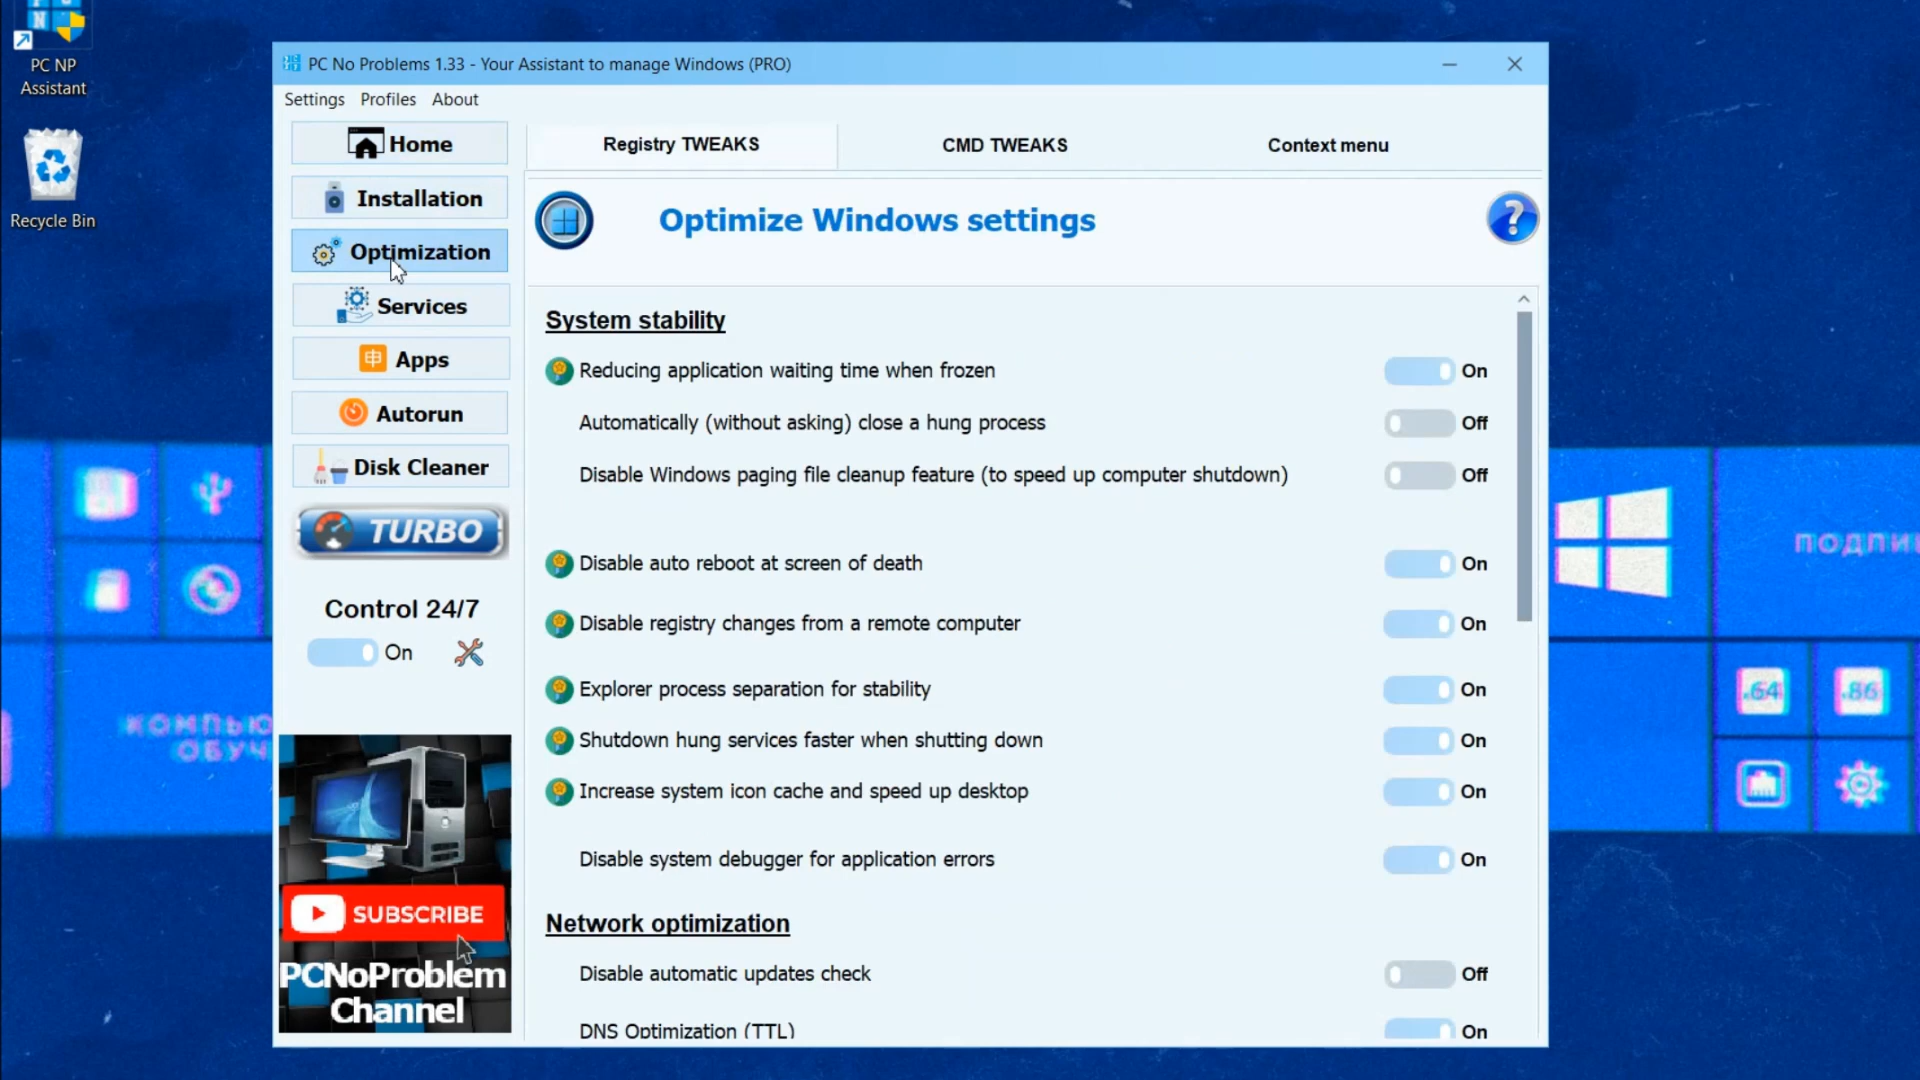 PC NP
Assistant
Recycle Bin
PC No Problems 1.33 - Your Assistant to manage Windows (PRO)
Settings Profiles About
Home
Installation
Optimization
Services
Apps
Autorun
Disk Cleaner
TURBO
Control 24/7
On
SUBSCRIBE
PCNoProblem
Channel
Registry TWEAKS
CMD TWEAKS
Context menu
Optimize Windows settings
?
System stability
Reducing application waiting time when frozen On
Automatically (without asking) close a hung process Off
Disable Windows paging file cleanup feature (to speed up computer shutdown) Off
Disable auto reboot at screen of death On
Disable registry changes from a remote computer On
Explorer process separation for stability On
Shutdown hung services faster when shutting down On
Increase system icon cache and speed up desktop On
Disable system debugger for application errors On
Network optimization
Disable automatic updates check Off
DNS Optimization (TTL) On
КОМПЬЮ
ОБУЧ
ПОДПИ
.64
.86